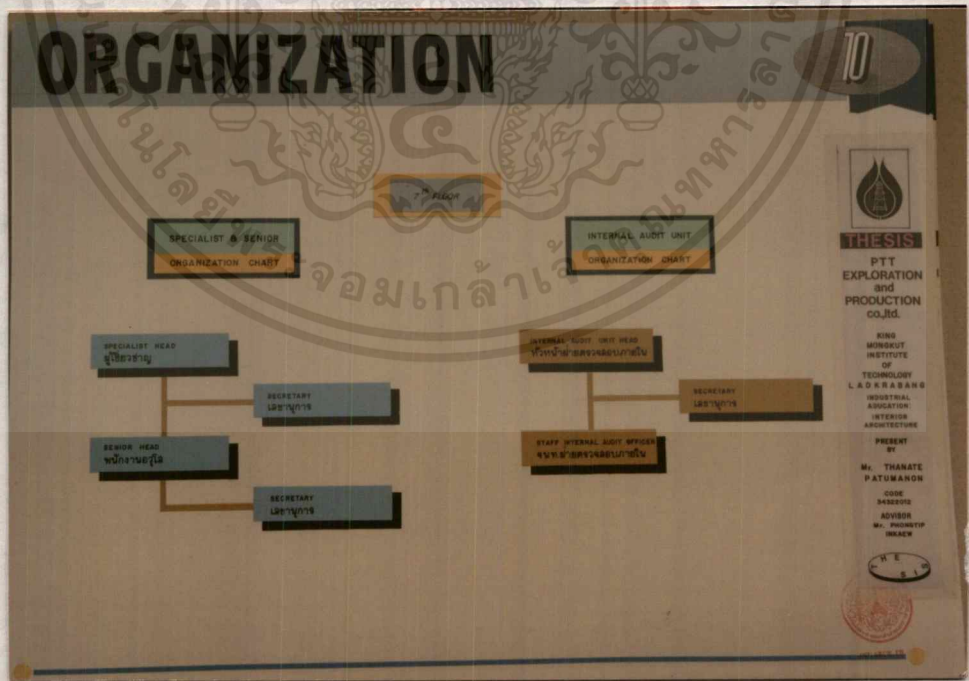 ORGANIZATION
10
7TH FLOOR
SPECIALIST & SENIOR
ORGANIZATION CHART
INTERNAL AUDIT UNIT
ORGANIZATION CHART
SPECIALIST HEAD
ผู้เชี่ยวชาญ
SECRETARY
เลขานุการ
SENIOR HEAD
พนักงานอวุโส
SECRETARY
เลขานุการ
INTERNAL AUDIT UNIT HEAD
หัวหน้าฝ่ายตรวจสอบภายใน
SECRETARY
เลขานุการ
STAFF INTERNAL AUDIT OFFICER
จนท.ฝ่ายตรวจสอบภายใน
THESIS
PTT
EXPLORATION
and
PRODUCTION
co.,ltd.
KING
MONGKUT
INSTITUTE
OF
TECHNOLOGY
LADKRABANG
INDUSTRIAL
ADUCATION
INTERIOR
ARCHITECTURE
PRESENT
BY
Mr. THANATE
PATUMANON
CODE
34322012
ADVISOR
Mr. PHONGTIP
INKAEW
THESIS